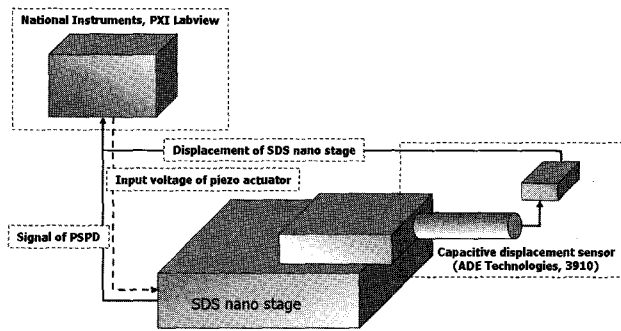 National Instruments, PXI Labview
Displacement of SDS nano stage
Input voltage of piezo actuator
Signal of PSPD
Capacitive displacement sensor
(ADE Technologies, 3910)
SDS nano stage